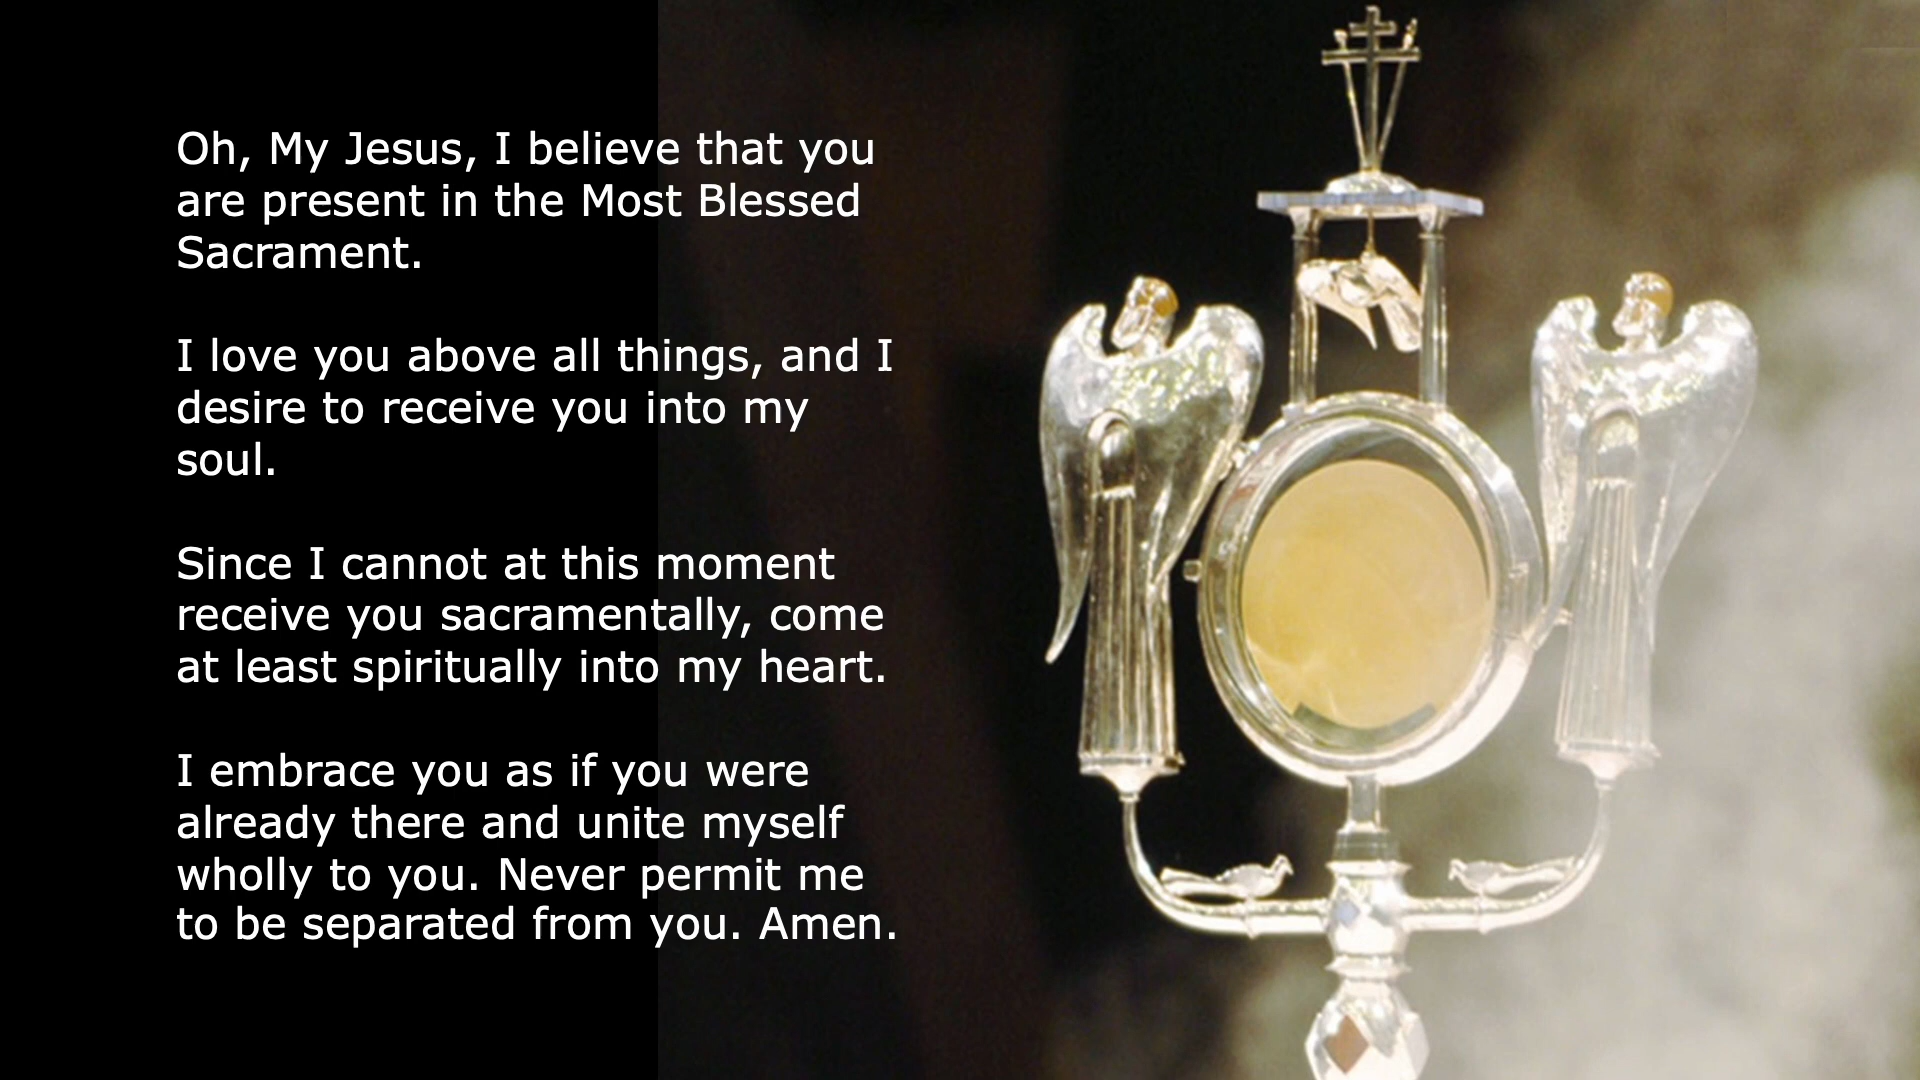 Oh, My Jesus, I believe that you
are present in the Most Blessed
Sacrament.
I love you above all things, and I
desire to receive you into my
soul.
Since I cannot at this moment
receive you sacramentally, come
at least spiritually into my heart.
I embrace you as if you were
already there and unite myself
wholly to you. Never permit me
to be separated from you. Amen.